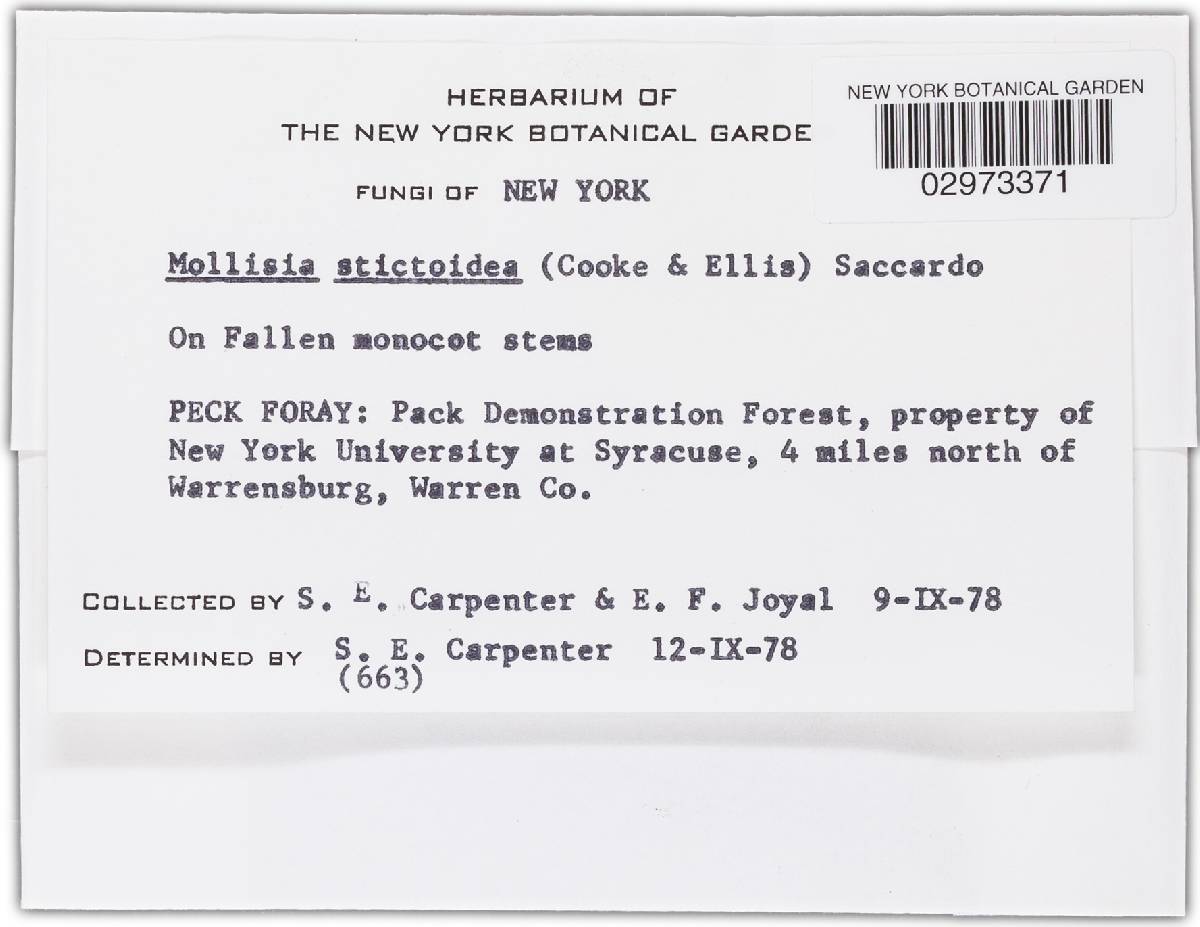 HERBARIUM OF
THE NEW YORK BOTANICAL GARDE
FUNGI OF NEW YORK
NEW YORK BOTANICAL GARDEN
02973371
Mollisia stictoidea (Cooke & Ellis) Saccardo
On Fallen monocot stems
PECK FORAY: Pack Demonstration Forest, property of
New York University at Syracuse, 4 miles north of
Warrensburg, Warren Co.
COLLECTED BY S. E. Carpenter & E. F. Joyal 9-IX-78
DETERMINED BY S. E. Carpenter 12-IX-78
(663)